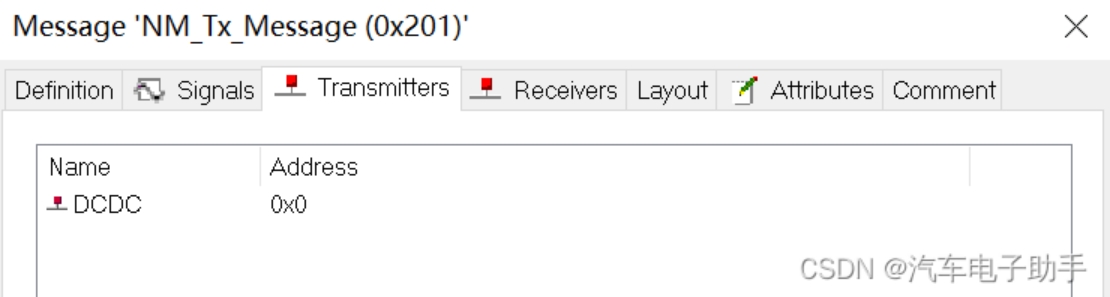 Message 'NM_Tx_Message (0x201)'
Definition Signals Transmitters Receivers Layout Attributes Comment
Name Address
DCDC 0x0
CSDN @汽车电子助手